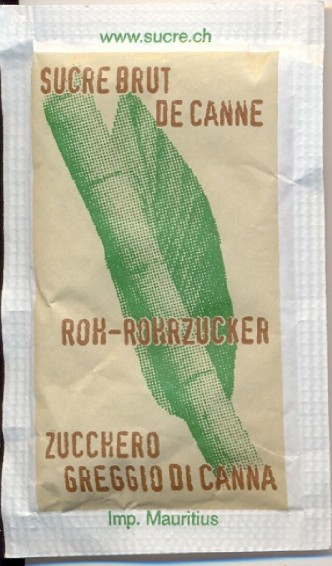 www.sucre.ch
SUCRE BRUT
DE CANNE
ROH-ROHRZUCKER
ZUCCHERO
GREGGIO DI CANNA
Imp. Mauritius